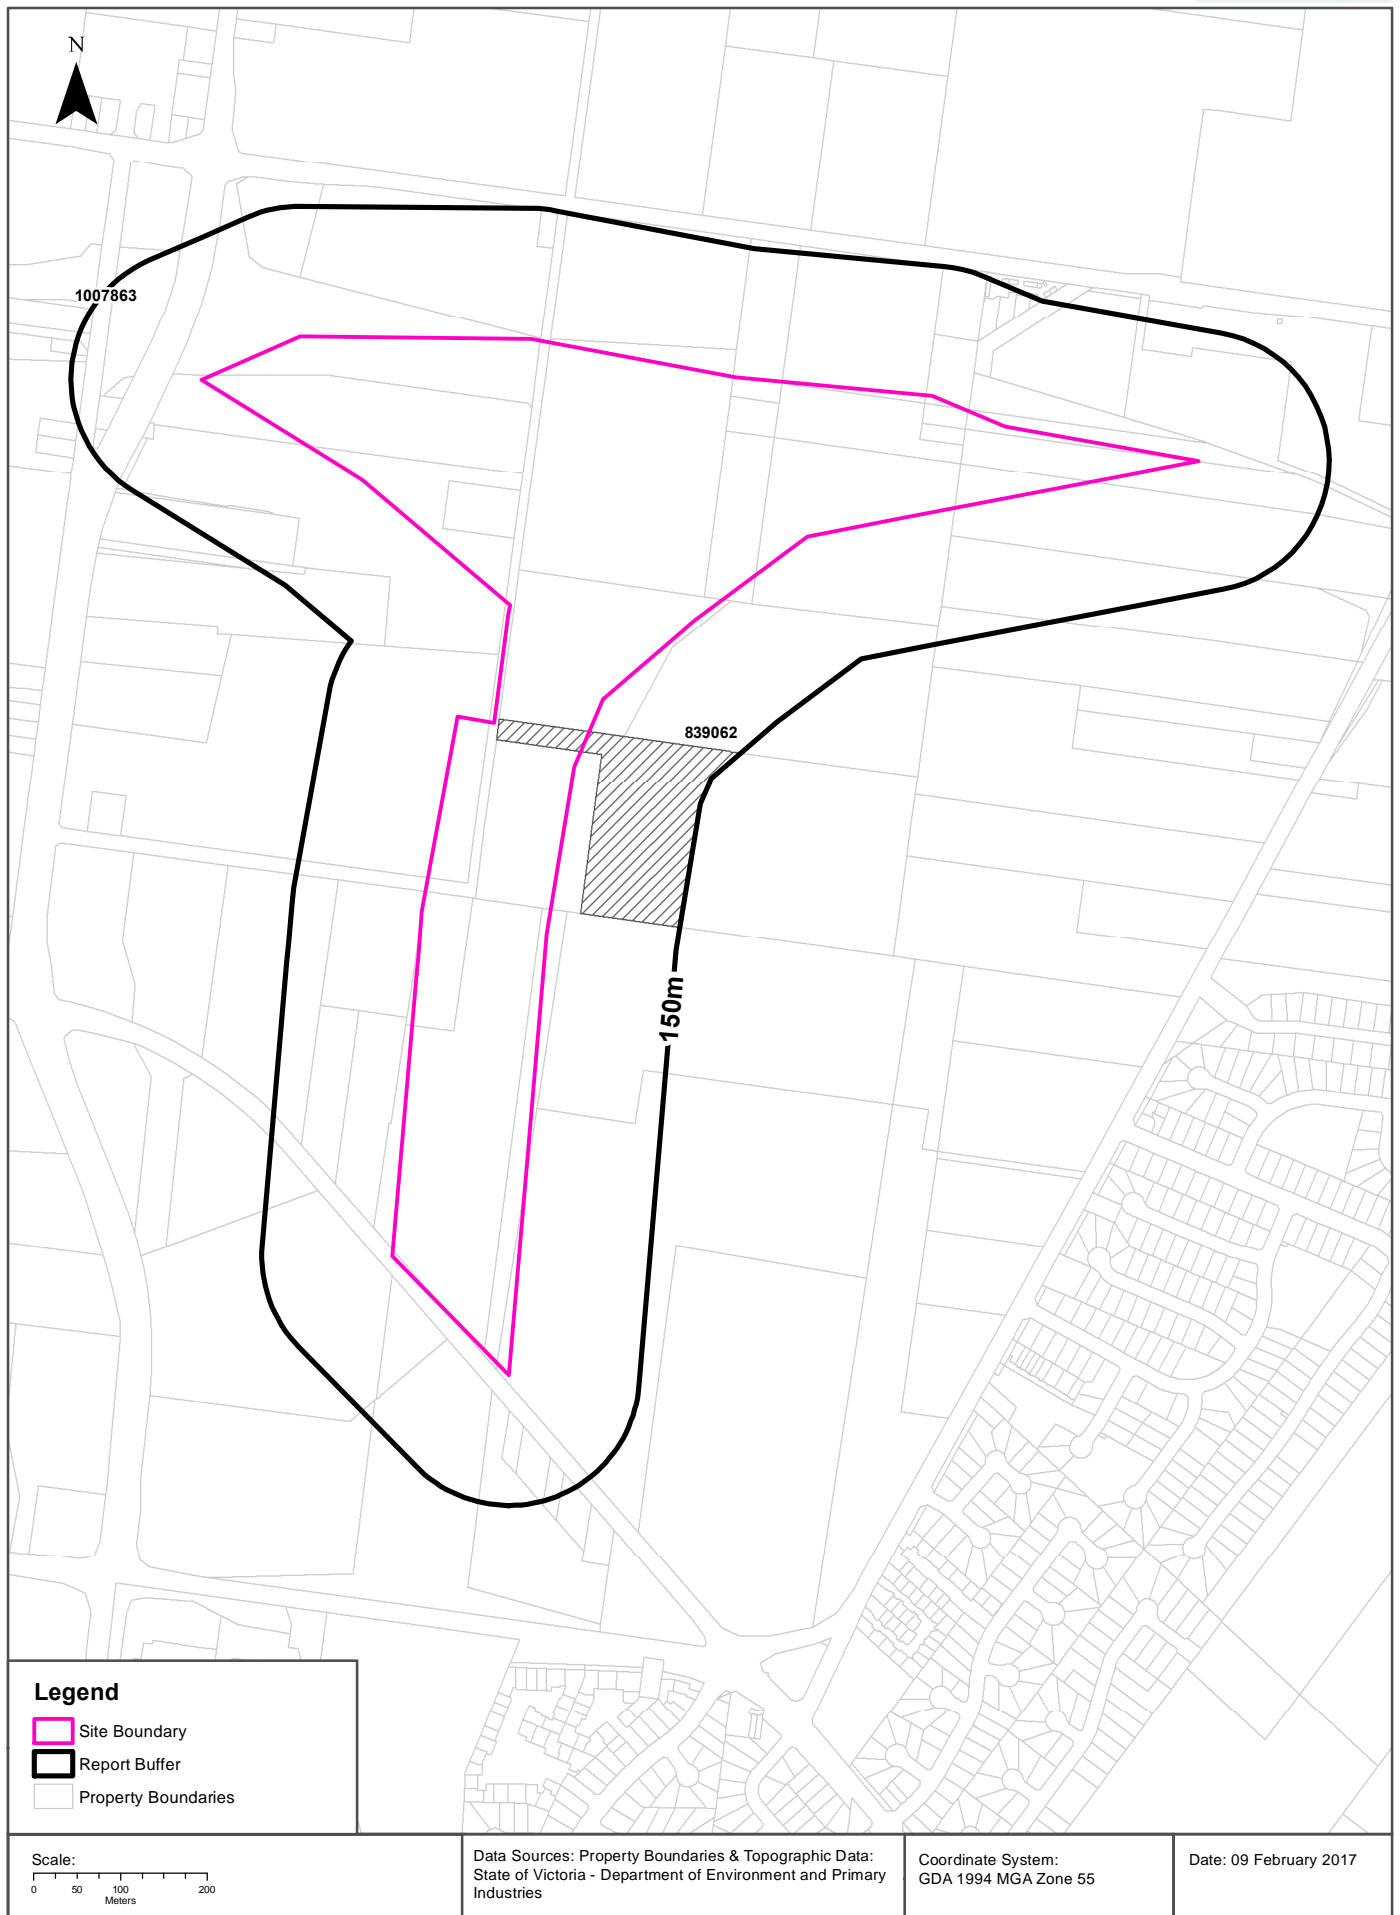 N
1007863
839062
150m
Legend
Site Boundary
Report Buffer
Property Boundaries
Scale:
0 50 100 200
Meters
Data Sources: Property Boundaries & Topographic Data:
State of Victoria - Department of Environment and Primary
Industries
Coordinate System:
GDA 1994 MGA Zone 55
Date: 09 February 2017